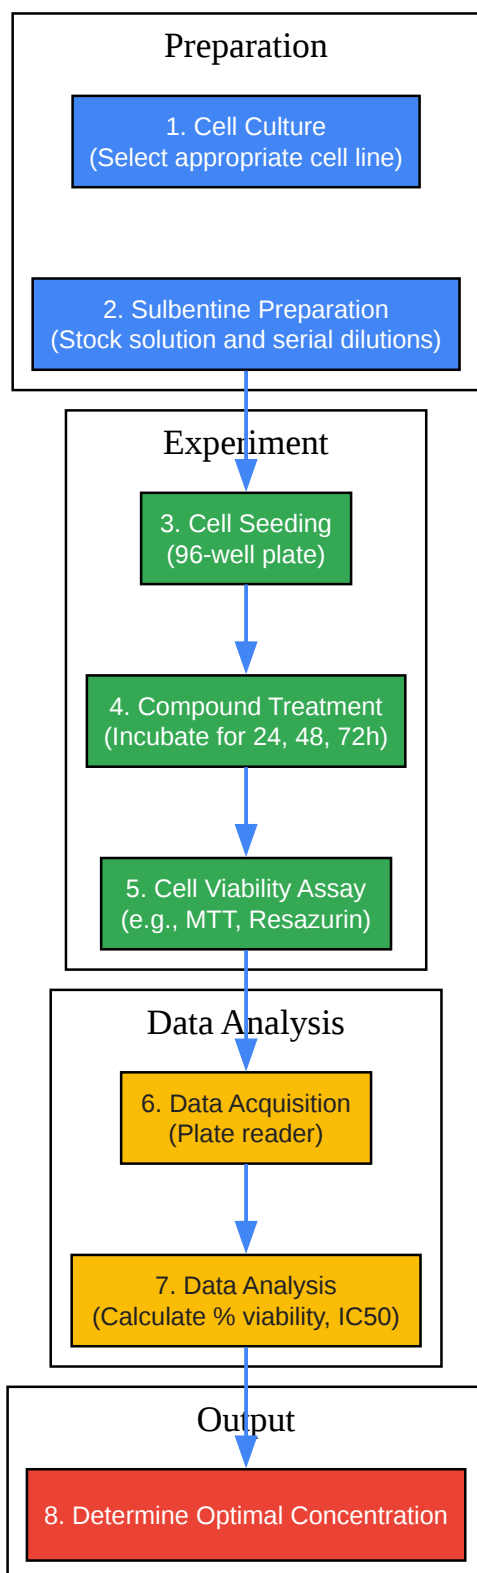 Preparation
1. Cell Culture
(Select appropriate cell line)
2. Sulbentine Preparation
(Stock solution and serial dilutions)
Experiment
3. Cell Seeding
(96-well plate)
4. Compound Treatment
(Incubate for 24, 48, 72h)
5. Cell Viability Assay
(e.g., MTT, Resazurin)
Data Analysis
6. Data Acquisition
(Plate reader)
7. Data Analysis
(Calculate % viability, IC50)
Output
8. Determine Optimal Concentration